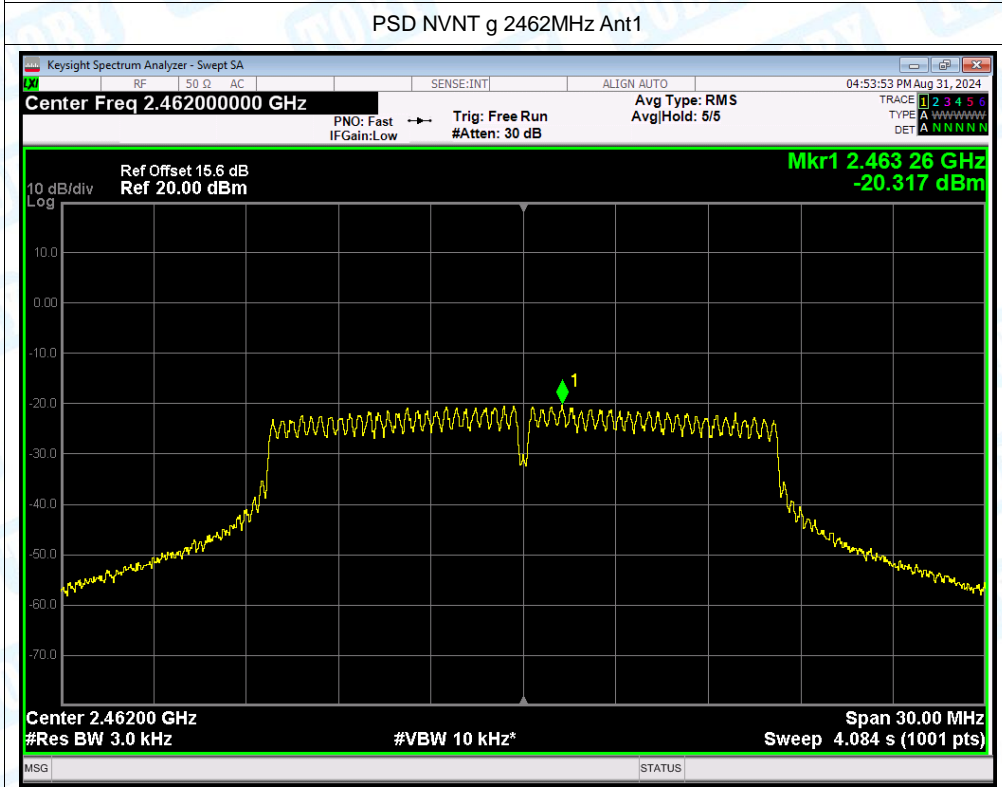 PSD NVNT g 2462MHz Ant1
Keysight Spectrum Analyzer - Swept SA
LXI RF 50 Ω AC SENSE:INT ALIGN AUTO 04:53:53 PM Aug 31, 2024
Center Freq 2.462000000 GHz
PNO: Fast
IFGain:Low
Trig: Free Run
#Atten: 30 dB
Avg Type: RMS
Avg|Hold: 5/5
TRACE 1 2 3 4 5 6
TYPE A WWWWW
DET A N N N N N
Ref Offset 15.6 dB
10 dB/div Ref 20.00 dBm
Log
Mkr1 2.463 26 GHz
-20.317 dBm
10.0
0.00
-10.0
1
-20.0
-30.0
-40.0
-50.0
-60.0
-70.0
Center 2.46200 GHz Span 30.00 MHz
#Res BW 3.0 kHz #VBW 10 kHz* Sweep 4.084 s (1001 pts)
MSG STATUS